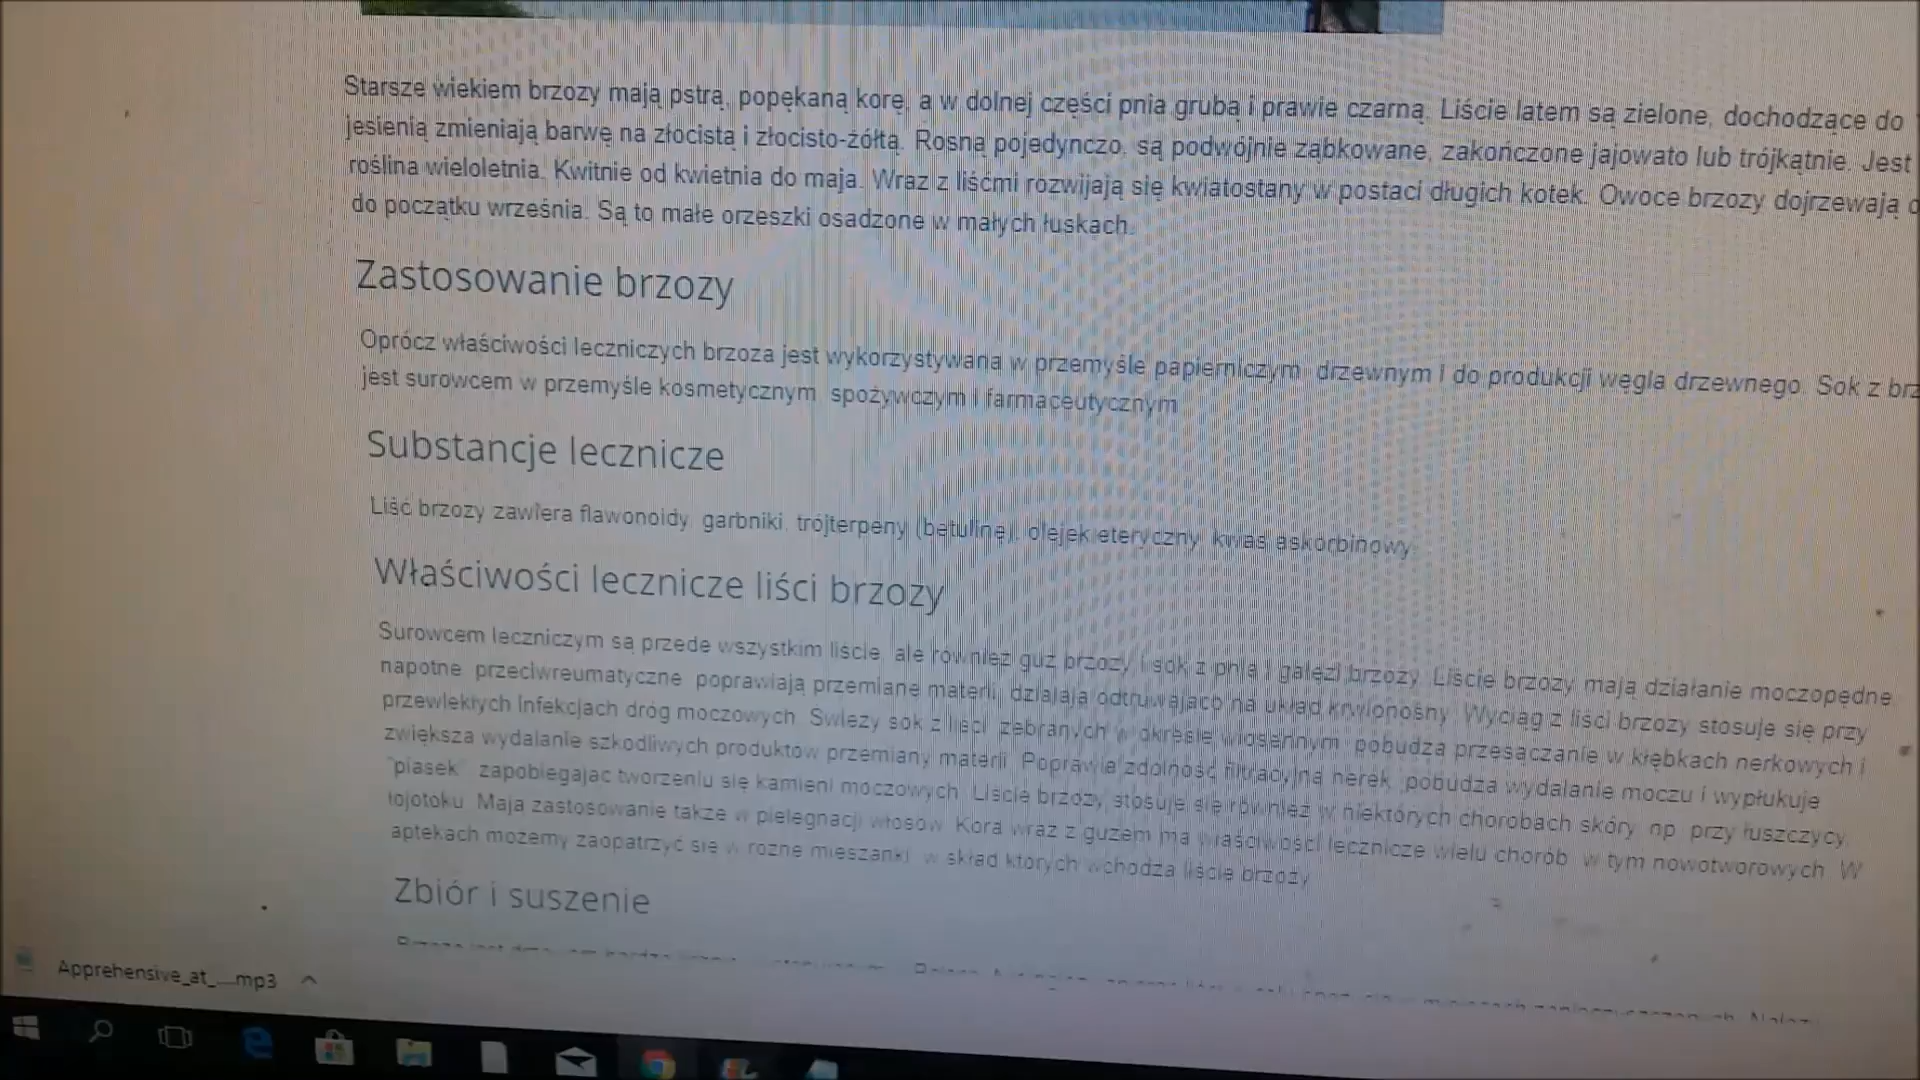 Starsze wiekiem brzozy mają pstrą, popękaną korę, a w dolnej części pnia grubą i prawie czarną. Liście latem są zielone, dochodzące do
jesienią zmieniają barwę na złocistą i złocisto-żółtą. Rosną pojedynczo, są podwójnie ząbkowane, zakończone jajowato lub trójkątnie. Jest
roślina wieloletnia. Kwitnie od kwietnia do maja. Wraz z liśćmi rozwijają się kwiatostany w postaci długich kotek. Owoce brzozy dojrzewają
do początku września. Są to małe orzeszki osadzone w małych łuskach.
Zastosowanie brzozy
Oprócz właściwości leczniczych brzoza jest wykorzystywana w przemyśle papierniczym, drzewnym i do produkcji węgla drzewnego. Sok z brz
jest surowcem w przemyśle kosmetycznym, spożywczym i farmaceutycznym.
Substancje lecznicze
Liść brzozy zawiera flawonoidy, garbniki, trójterpeny (betulinę), olejek eteryczny, kwas askorbinowy.
Właściwości lecznicze liści brzozy
Surowcem leczniczym są przede wszystkim liście, ale również guz brzozy i sok z pnia i gałęzi brzozy. Liście brzozy mają działanie moczopędne,
napotne, przeciwreumatyczne, poprawiają przemianę materii, działają odtruwająco na układ krwionośny. Wyciąg z liści brzozy stosuje się przy
przewlekłych infekcjach dróg moczowych. Świeży sok z liści, zebranych w okresie wiosennym, pobudza przesączanie w kłębkach nerkowych i
zwiększa wydalanie szkodliwych produktów przemiany materii. Poprawia zdolność filtracyjną nerek, pobudza wydalanie moczu i wypłukuje
"piasek", zapobiegając tworzeniu się kamieni moczowych. Liście brzozy stosuje się również w niektórych chorobach skóry, np. przy łuszczycy,
łojotoku. Mają zastosowanie także w pielęgnacji włosów. Kora wraz z guzem ma właściwości lecznicze wielu chorób, w tym nowotworowych. W
aptekach możemy zaopatrzyć się w różne mieszanki, w skład których wchodzą liście brzozy.
Zbiór i suszenie
Apprehensive_at_....mp3